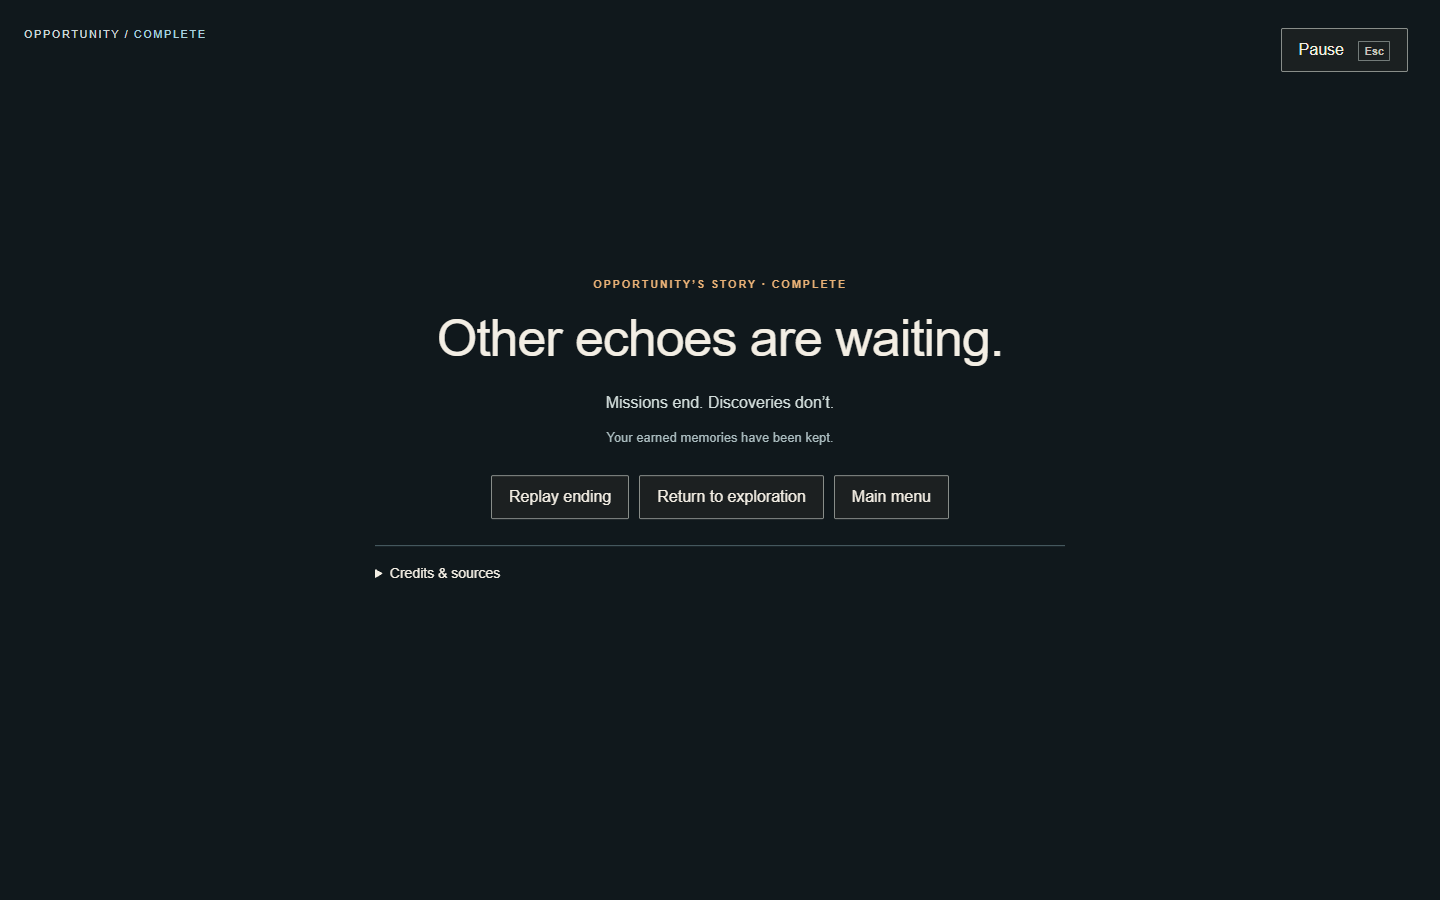 OPPORTUNITY / COMPLETE
Pause Esc
OPPORTUNITY’S STORY · COMPLETE
Other echoes are waiting.
Missions end. Discoveries don’t.
Your earned memories have been kept.
Replay ending
Return to exploration
Main menu
Credits & sources